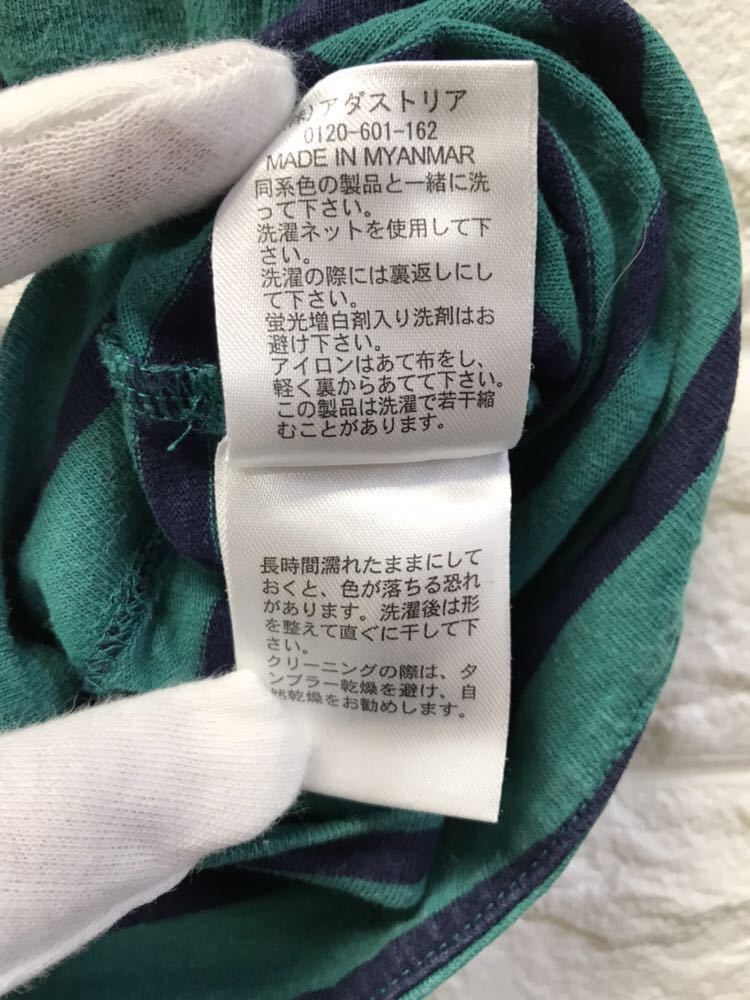 (株)アダストリア
0120-601-162
MADE IN MYANMAR
同系色の製品と一緒に洗
って下さい。
洗濯ネットを使用して下
さい。
洗濯の際には裏返しにし
て下さい。
蛍光増白剤入り洗剤はお
避け下さい。
アイロンはあて布をし、
軽く裏からあてて下さい。
この製品は洗濯で若干縮
むことがあります。
長時間濡れたままにして
おくと、色が落ちる恐れ
があります。洗濯後は形
を整えて直ぐに干して下
さい。
クリーニングの際は、タ
ンブラー乾燥を避け、自
然乾燥をお勧めします。